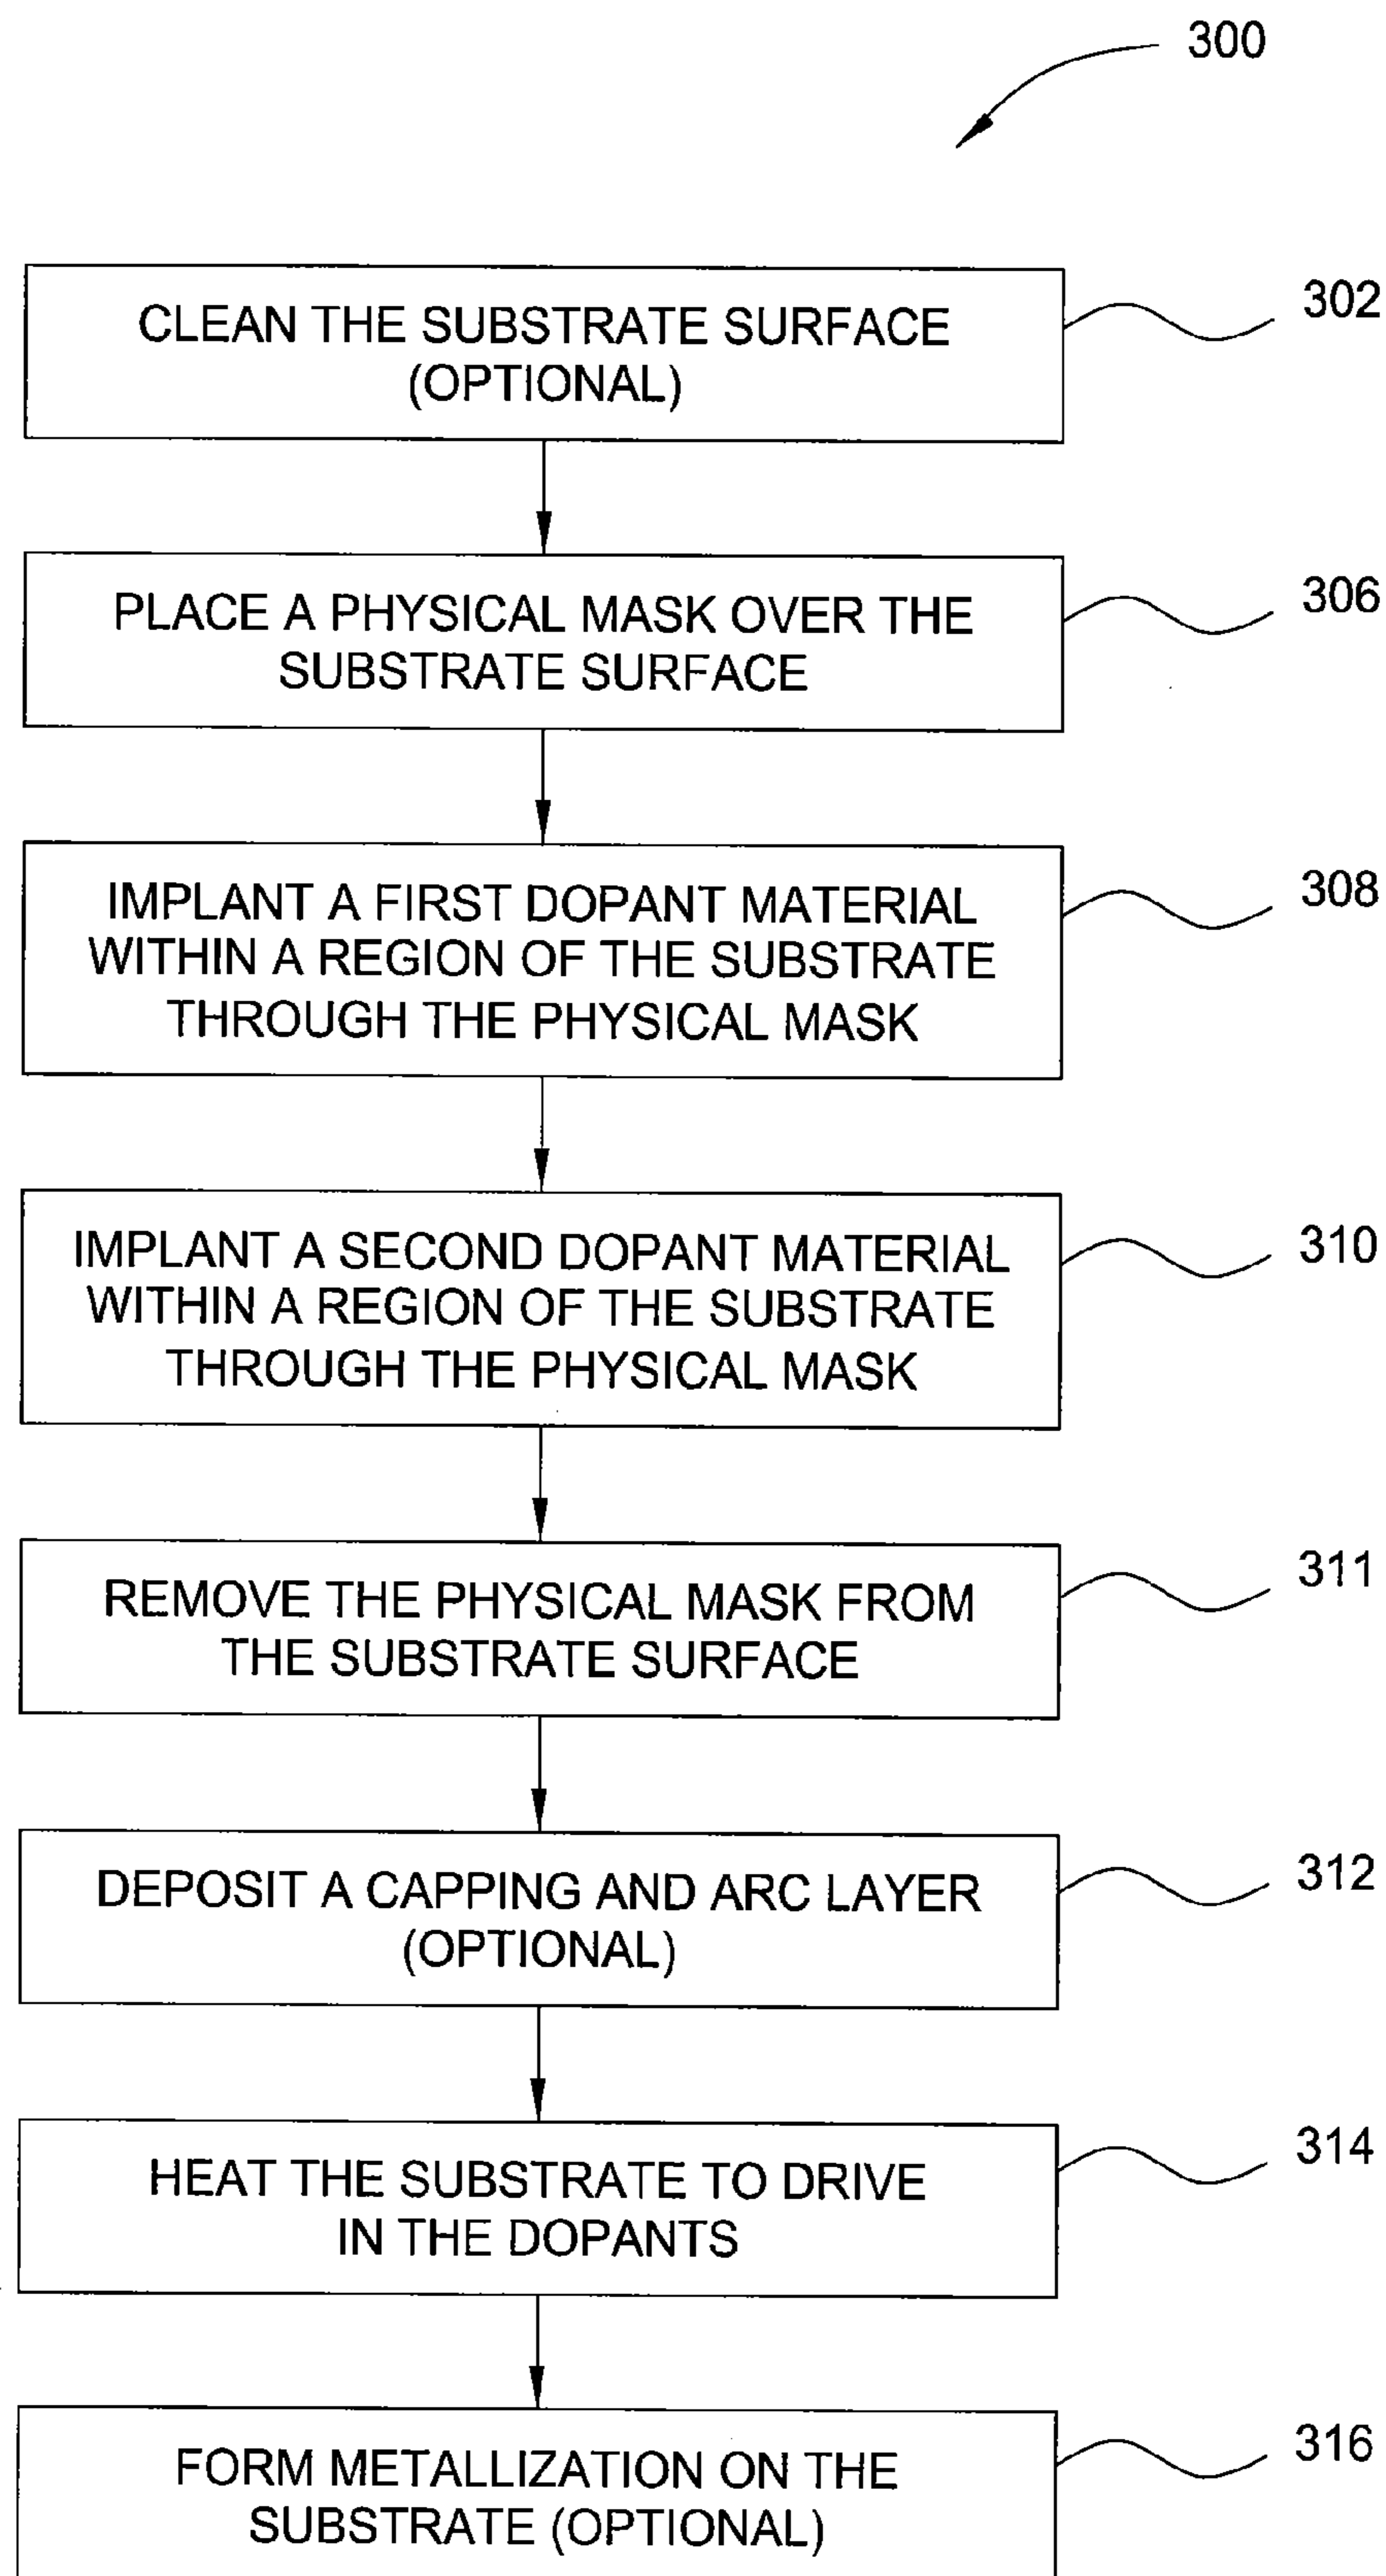 300
CLEAN THE SUBSTRATE SURFACE
(OPTIONAL)
302
PLACE A PHYSICAL MASK OVER THE
SUBSTRATE SURFACE
306
IMPLANT A FIRST DOPANT MATERIAL
WITHIN A REGION OF THE SUBSTRATE
THROUGH THE PHYSICAL MASK
308
IMPLANT A SECOND DOPANT MATERIAL
WITHIN A REGION OF THE SUBSTRATE
THROUGH THE PHYSICAL MASK
310
REMOVE THE PHYSICAL MASK FROM
THE SUBSTRATE SURFACE
311
DEPOSIT A CAPPING AND ARC LAYER
(OPTIONAL)
312
HEAT THE SUBSTRATE TO DRIVE
IN THE DOPANTS
314
FORM METALLIZATION ON THE
SUBSTRATE (OPTIONAL)
316